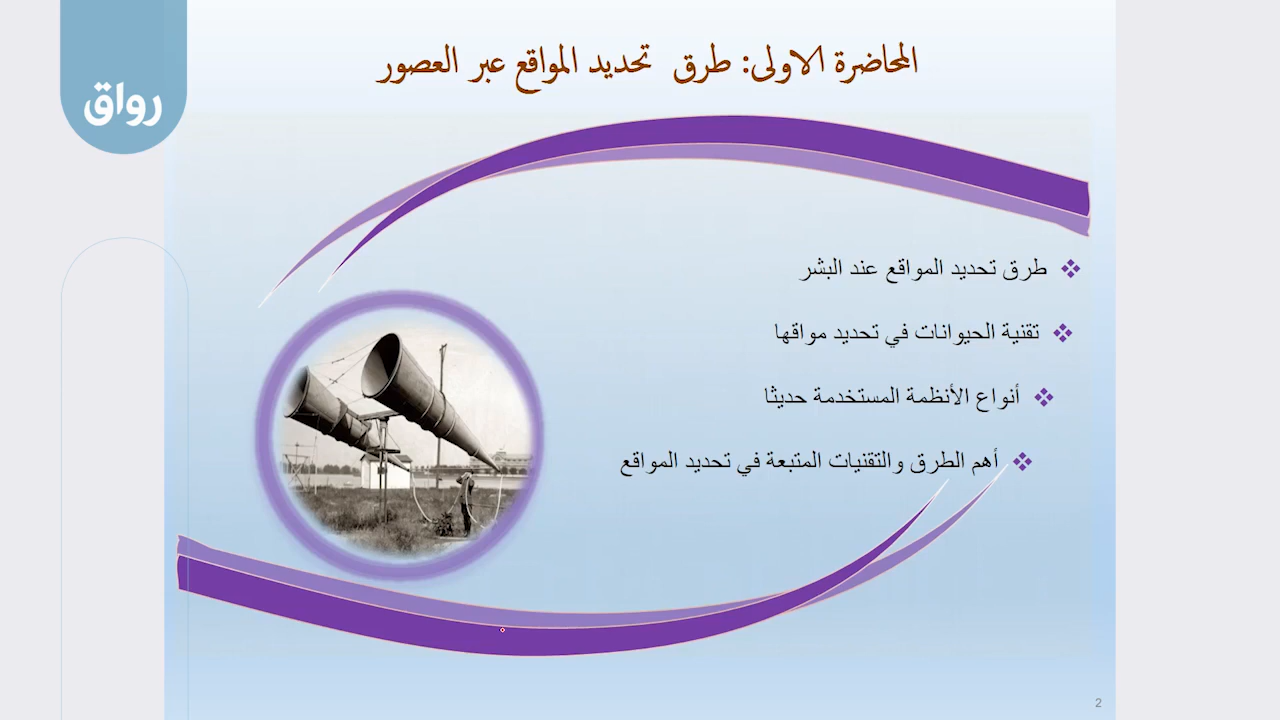 رواق
المحاضرة الاولى: طرق تحديد المواقع عبر العصور
طرق تحديد المواقع عند البشر
تقنية الحيوانات في تحديد مواقها
أنواع الأنظمة المستخدمة حديثا
أهم الطرق والتقنيات المتبعة في تحديد المواقع
2